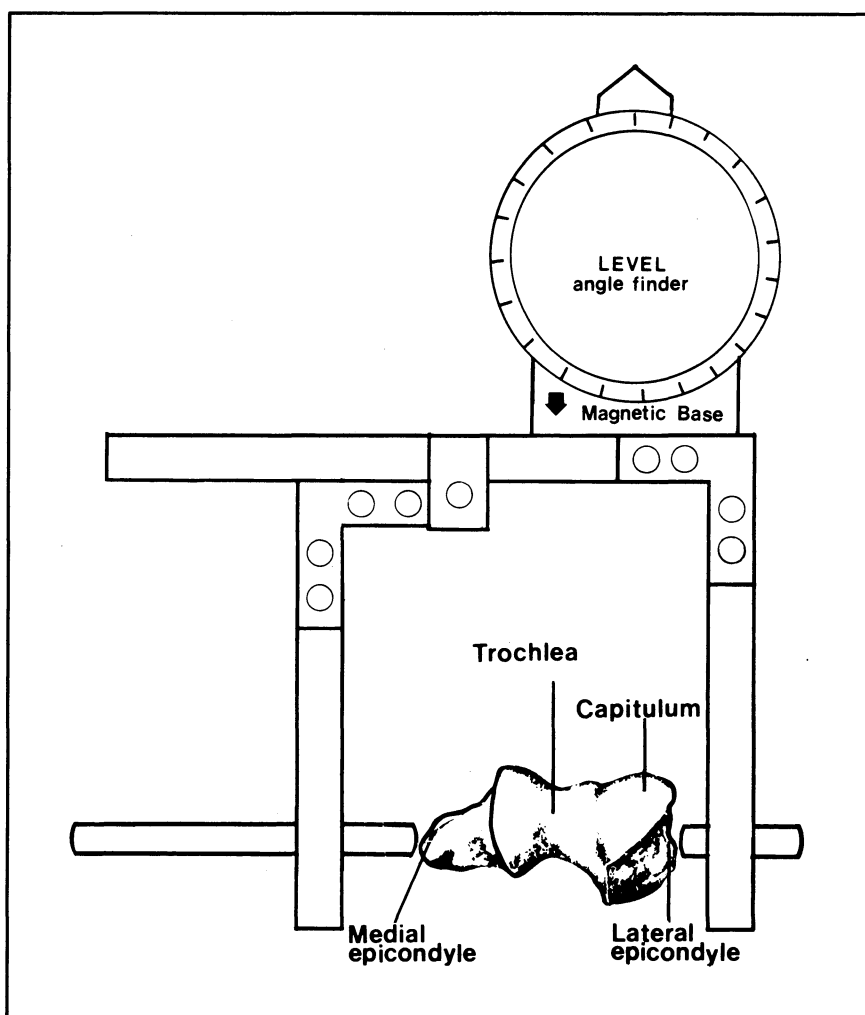 LEVEL
angle finder
Magnetic Base
Trochlea
Capitulum
Medial
epicondyle
Lateral
epicondyle